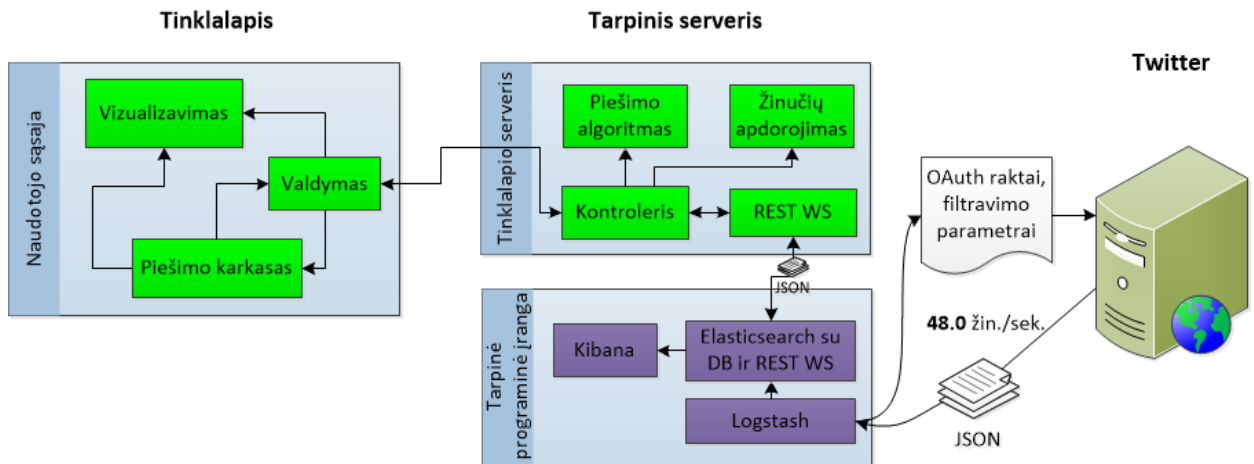 Tinklalapis
Tarpinis serveris
Twitter
Naudotojo sąsaja
Vizualizavimas
Valdymas
Piešimo karkasas
Tinklalapio serveris
Piešimo
algoritmas
Žinučių
apdorojimas
Kontroleris
REST WS
JSON
Tarpinė
programinė įranga
Kibana
Elasticsearch su
DB ir REST WS
Logstash
OAuth raktai,
filtravimo
parametrai
48.0 žin./sek.
JSON